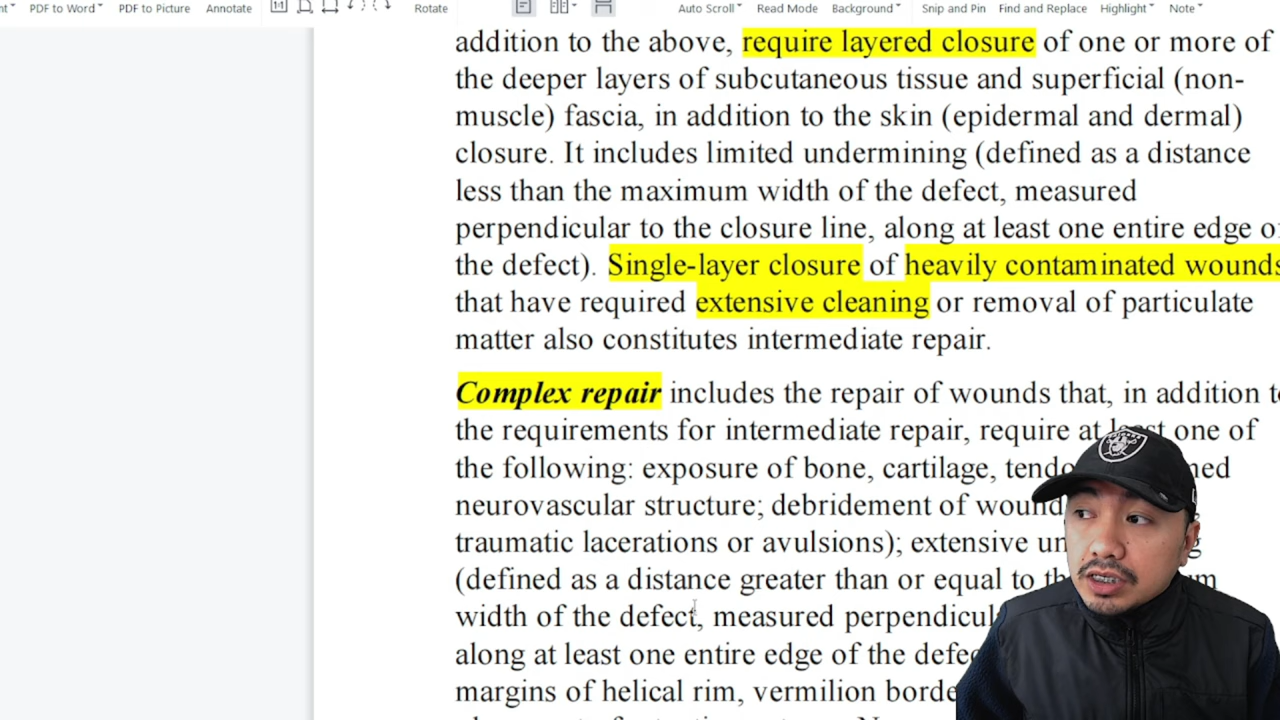 PDF to Word PDF to Picture Annotate Rotate Auto Scroll Read Mode Background Snip and Pin Find and Replace Highlight Note
addition to the above, require layered closure of one or more of
the deeper layers of subcutaneous tissue and superficial (non-
muscle) fascia, in addition to the skin (epidermal and dermal)
closure. It includes limited undermining (defined as a distance
less than the maximum width of the defect, measured
perpendicular to the closure line, along at least one entire edge of
the defect). Single-layer closure of heavily contaminated wounds
that have required extensive cleaning or removal of particulate
matter also constitutes intermediate repair.
Complex repair includes the repair of wounds that, in addition to
the requirements for intermediate repair, require at least one of
the following: exposure of bone, cartilage,
neurovascular structure; debridement of
traumatic lacerations or avulsions); extensive
(defined as a distance greater than or equal to
width of the defect, measured
along at least one entire edge of the
margins of helical rim, vermilion
RAIDERS